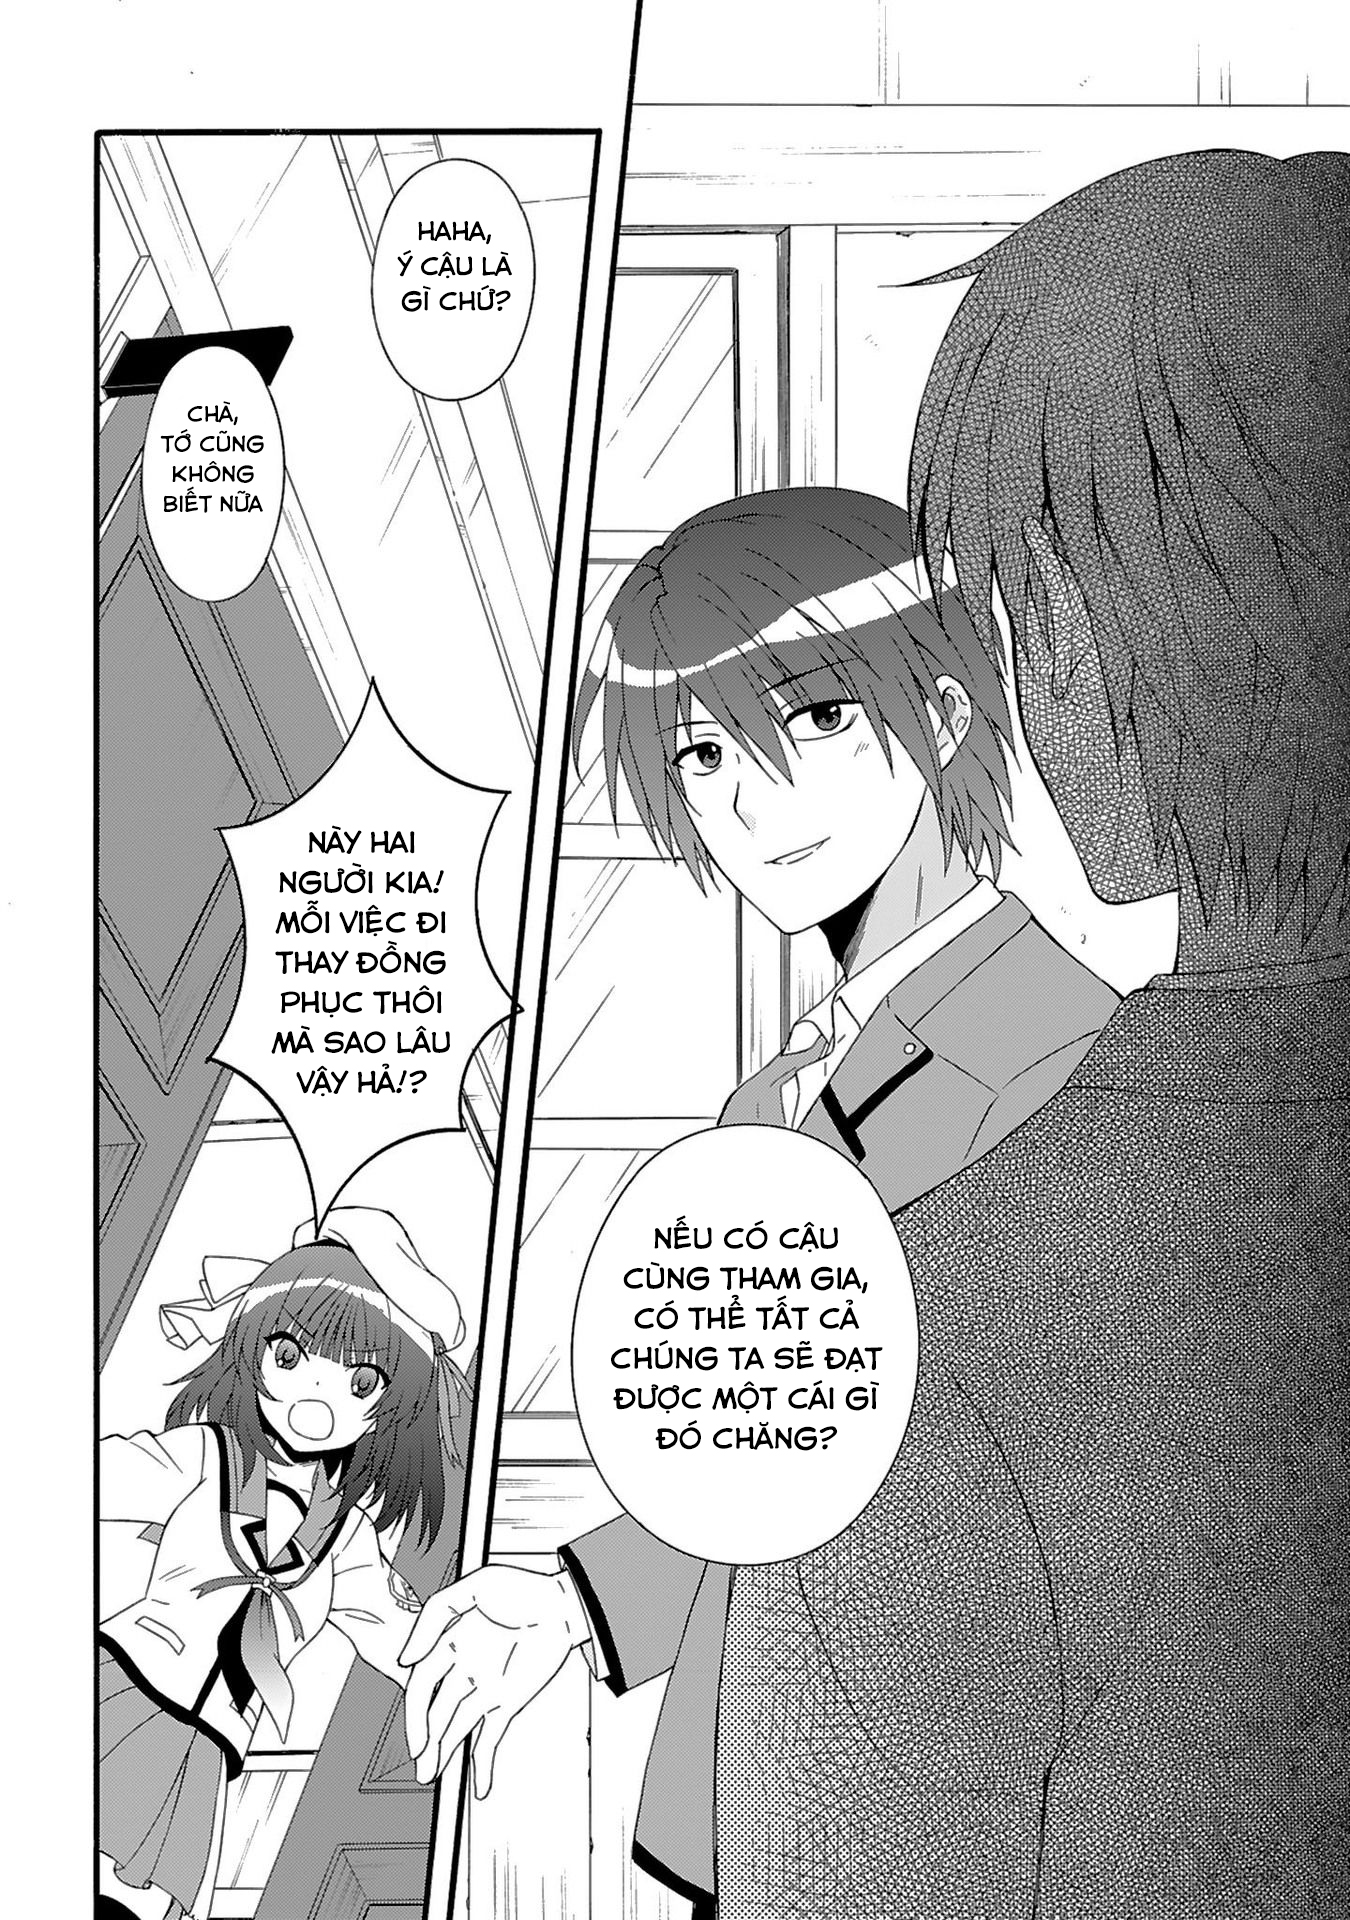 NẾU CÓ CẬU
CÙNG THAM GIA,
CÓ THỂ TẤT CẢ
CHÚNG TA SẼ ĐẠT
ĐƯỢC MỘT CÁI GÌ
ĐÓ CHĂNG?
HAHA,
Ý CẬU LÀ
GÌ CHỨ?
CHÀ,
TỚ CŨNG
KHÔNG
BIẾT NỮA
NÀY HAI
NGƯỜI KIA!
MỖI VIỆC ĐI
THAY ĐỒNG
PHỤC THÔI
MÀ SAO LÂU
VẬY HẢ!?